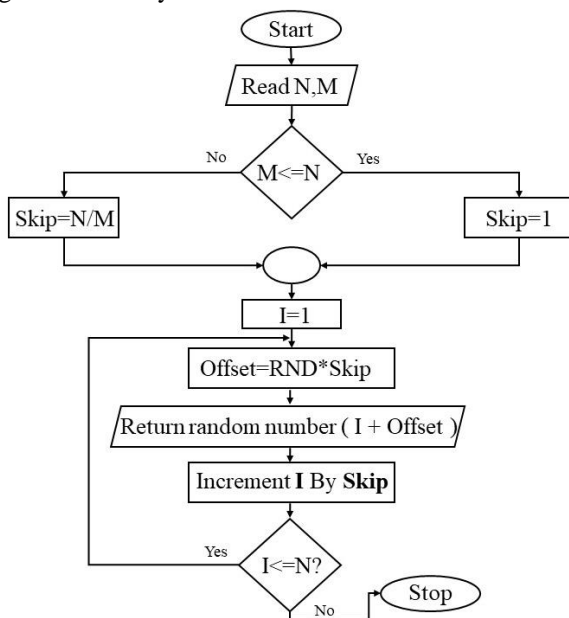 Start
Read N,M
No
Yes
M<=N
Skip=N/M
Skip=1
I=1
Offset=RND*Skip
Return random number ( I + Offset )
Increment I By Skip
Yes
I<=N?
No
Stop